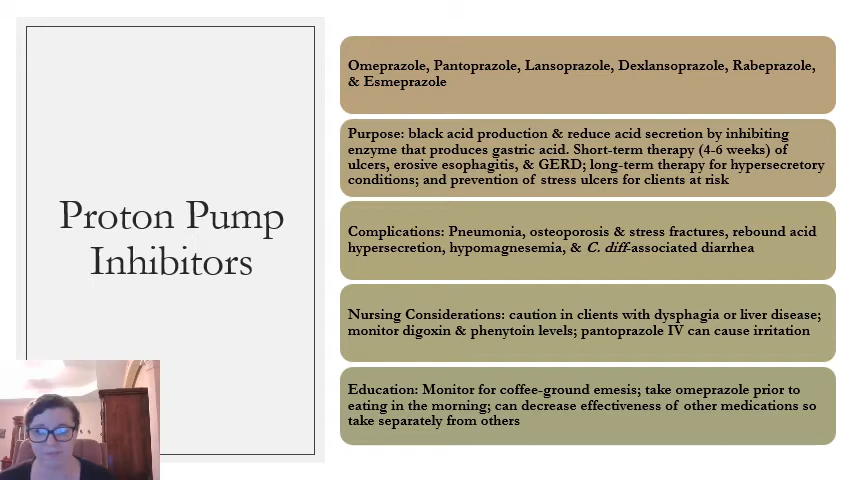 Proton Pump
Inhibitors
Omeprazole, Pantoprazole, Lansoprazole, Dexlansoprazole, Rabeprazole,
& Esmeprazole
Purpose: black acid production & reduce acid secretion by inhibiting
enzyme that produces gastric acid. Short-term therapy (4-6 weeks) of
ulcers, erosive esophagitis, & GERD; long-term therapy for hypersecretory
conditions; and prevention of stress ulcers for clients at risk
Complications: Pneumonia, osteoporosis & stress fractures, rebound acid
hypersecretion, hypomagnesemia, & C. diff-associated diarrhea
Nursing Considerations: caution in clients with dysphagia or liver disease;
monitor digoxin & phenytoin levels; pantoprazole IV can cause irritation
Education: Monitor for coffee-ground emesis; take omeprazole prior to
eating in the morning; can decrease effectiveness of other medications so
take separately from others